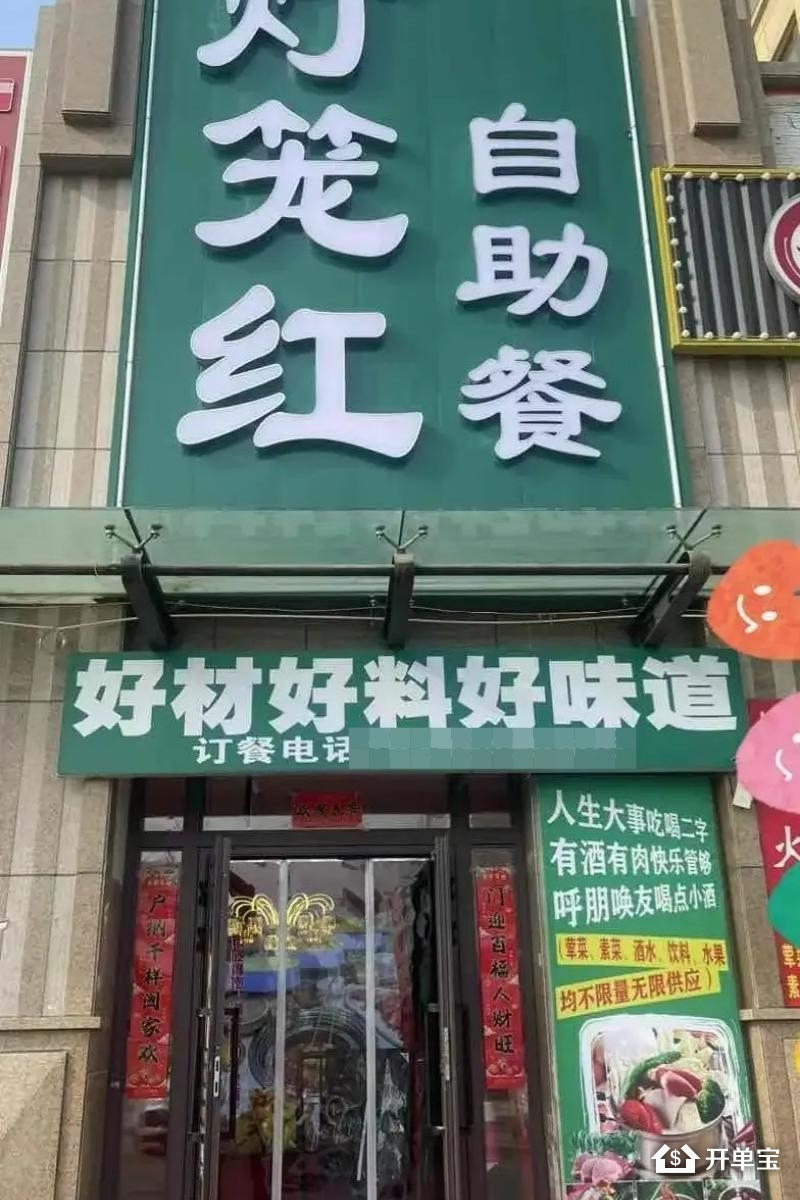 灯笼红
自助餐
好材好料好味道
订餐电话
户纳千祥阖家欢
门迎百福人财旺
人生大事吃喝二字
有酒有肉快乐管够
呼朋唤友喝点小酒
(荤菜、素菜、酒水、饮料、水果
均不限量无限供应)
火
荤
素
开单宝